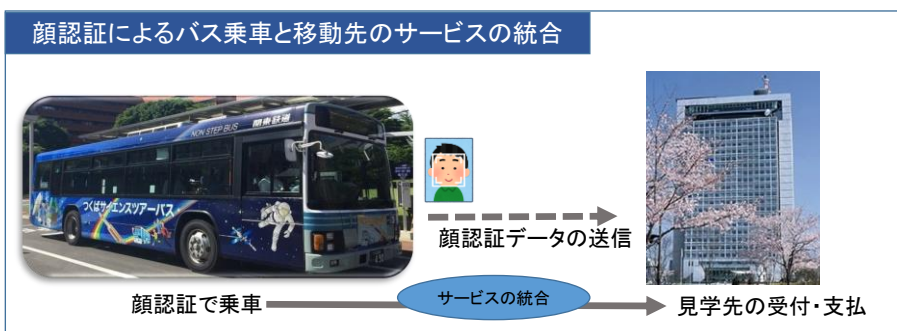 顔認証によるバス乗車と移動先のサービスの統合
NON STEP BUS 関東鉄道
つくばサイエンスツアーバス
顔認証データの送信
顔認証で乗車
サービスの統合
見学先の受付・支払